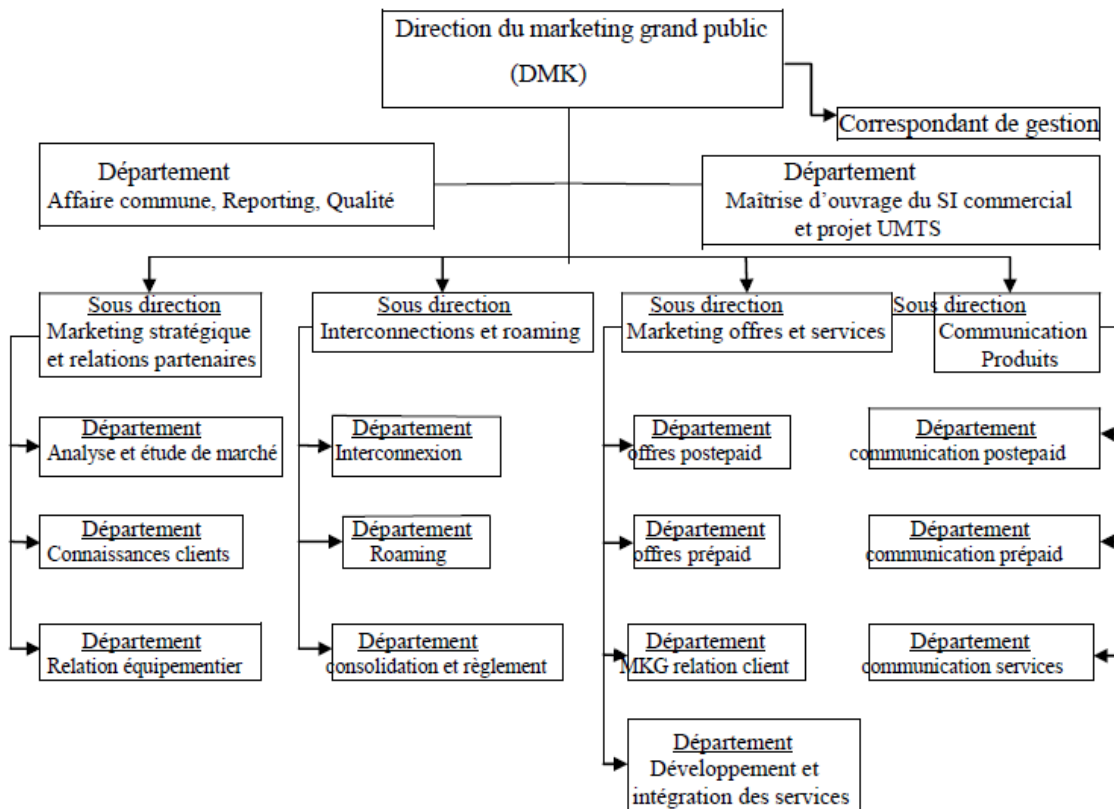 Direction du marketing grand public
(DMK)
Correspondant de gestion
Département
Affaire commune, Reporting, Qualité
Département
Maîtrise d'ouvrage du SI commercial
et projet UMTS
Sous direction
Marketing stratégique
et relations partenaires
Sous direction
Interconnections et roaming
Sous direction
Marketing offres et services
Sous direction
Communication
Produits
Département
Analyse et étude de marché
Département
Interconnexion
Département
offres postepaid
Département
communication postepaid
Département
Connaissances clients
Département
Roaming
Département
offres prépaid
Département
communication prépaid
Département
Relation équipementier
Département
consolidation et règlement
Département
MKG relation client
Département
communication services
Département
Développement et
intégration des services